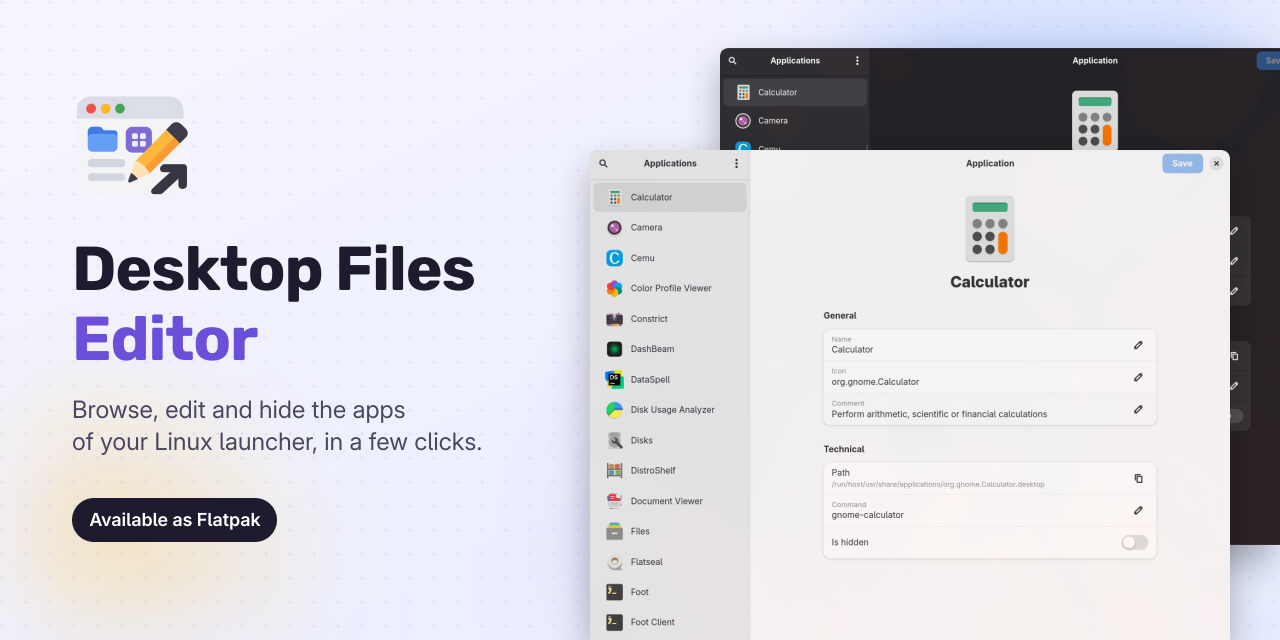 Desktop Files
Editor
Browse, edit and hide the apps
of your Linux launcher, in a few clicks.
Available as Flatpak
Applications
Application
Calculator
Camera
Applications
Application
Save
Calculator
Camera
C
Cemu
Color Profile Viewer
Constrict
DashBeam
DS
DataSpell
Disk Usage Analyzer
Disks
DistroShelf
Document Viewer
Files
Flatseal
Foot
Foot Client
Calculator
General
Name
Calculator
Icon
org.gnome.Calculator
Comment
Perform arithmetic, scientific or financial calculations
Technical
Path
/run/host/usr/share/applications/org.gnome.Calculator.desktop
Command
gnome-calculator
Is hidden